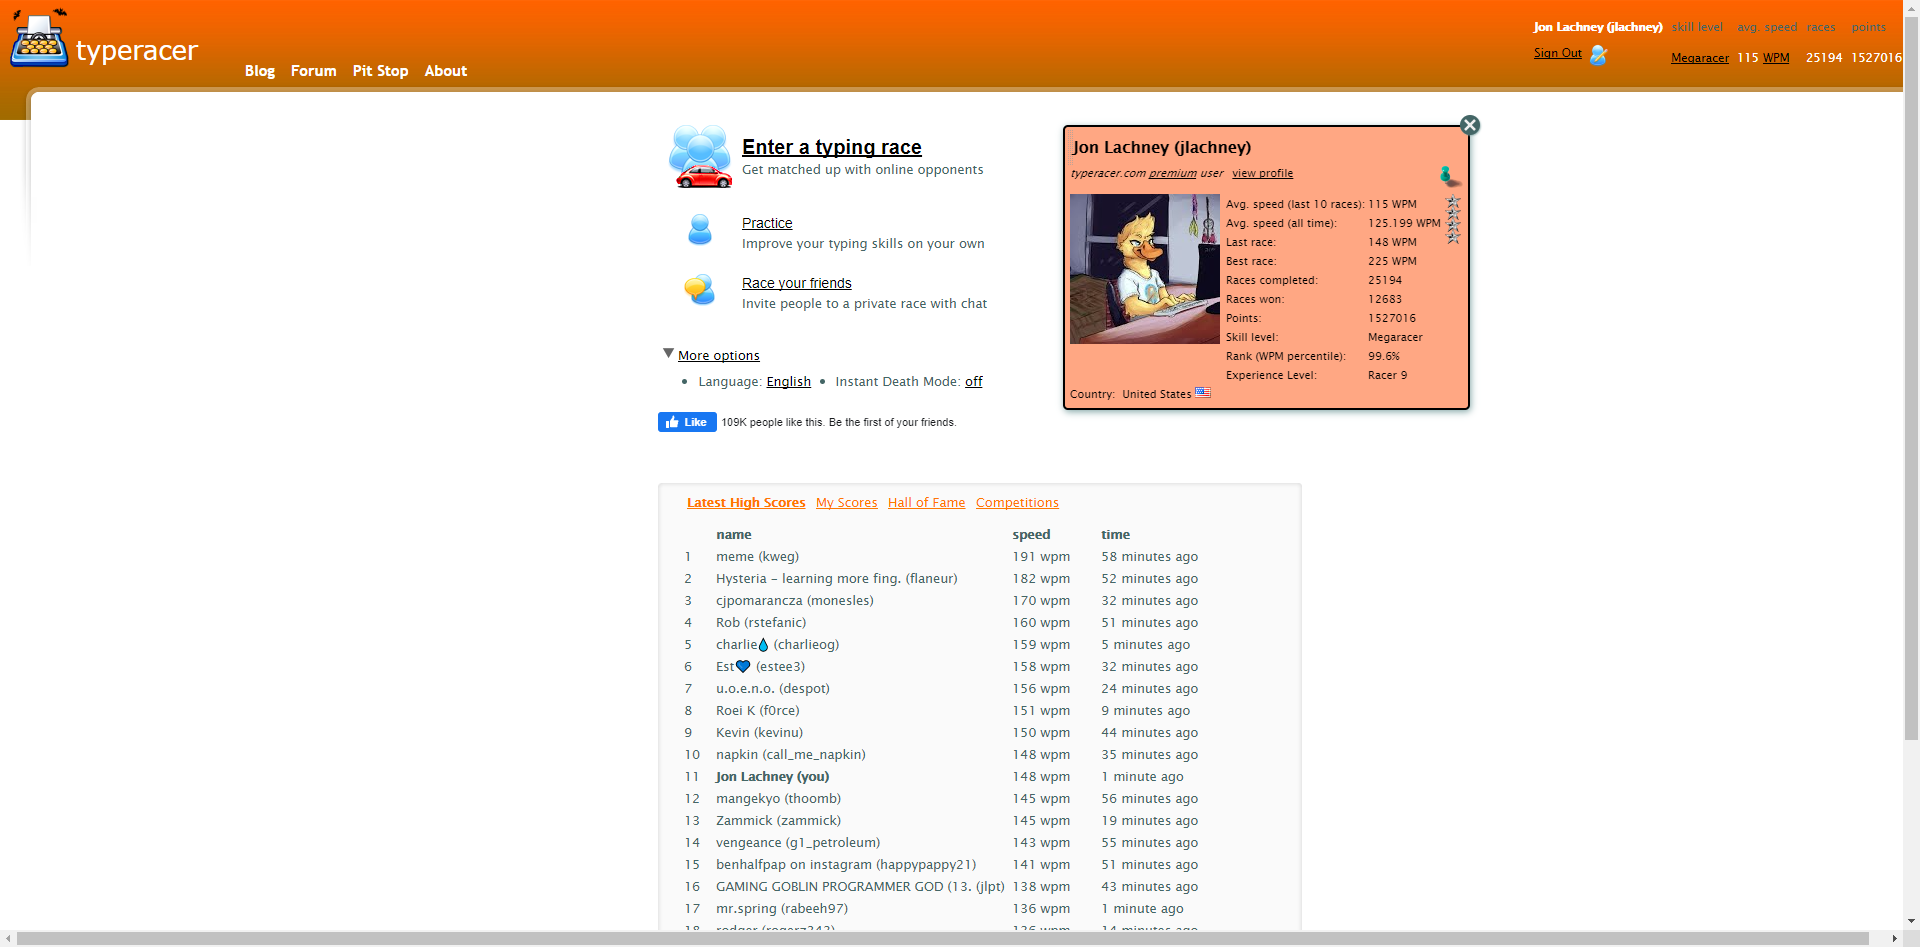 typeracer
Blog Forum Pit Stop About
Jon Lachney (jlachney) skill level avg. speed races points
Sign Out Megaracer 115 WPM 25194 1527016
Enter a typing race
Get matched up with online opponents
Practice
Improve your typing skills on your own
Race your friends
Invite people to a private race with chat
▼ More options
• Language: English • Instant Death Mode: off
Like 109K people like this. Be the first of your friends.
Jon Lachney (jlachney)
typeracer.com premium user view profile
Avg. speed (last 10 races): 115 WPM
Avg. speed (all time): 125.199 WPM
Last race: 148 WPM
Best race: 225 WPM
Races completed: 25194
Races won: 12683
Points: 1527016
Skill level: Megaracer
Rank (WPM percentile): 99.6%
Experience Level: Racer 9
Country: United States
Latest High Scores My Scores Hall of Fame Competitions
name speed time
1 meme (kweg) 191 wpm 58 minutes ago
2 Hysteria - learning more fing. (flaneur) 182 wpm 52 minutes ago
3 cjpomarancza (monesles) 170 wpm 32 minutes ago
4 Rob (rstefanic) 160 wpm 51 minutes ago
5 charlie💧 (charlieog) 159 wpm 5 minutes ago
6 Est💙 (estee3) 158 wpm 32 minutes ago
7 u.o.e.n.o. (despot) 156 wpm 24 minutes ago
8 Roei K (f0rce) 151 wpm 9 minutes ago
9 Kevin (kevinu) 150 wpm 44 minutes ago
10 napkin (call_me_napkin) 148 wpm 35 minutes ago
11 Jon Lachney (you) 148 wpm 1 minute ago
12 mangekyo (thoomb) 145 wpm 56 minutes ago
13 Zammick (zammick) 145 wpm 19 minutes ago
14 vengeance (g1_petroleum) 143 wpm 55 minutes ago
15 benhalfpap on instagram (happypappy21) 141 wpm 51 minutes ago
16 GAMING GOBLIN PROGRAMMER GOD (13. (jlpt) 138 wpm 43 minutes ago
17 mr.spring (rabeeh97) 136 wpm 1 minute ago